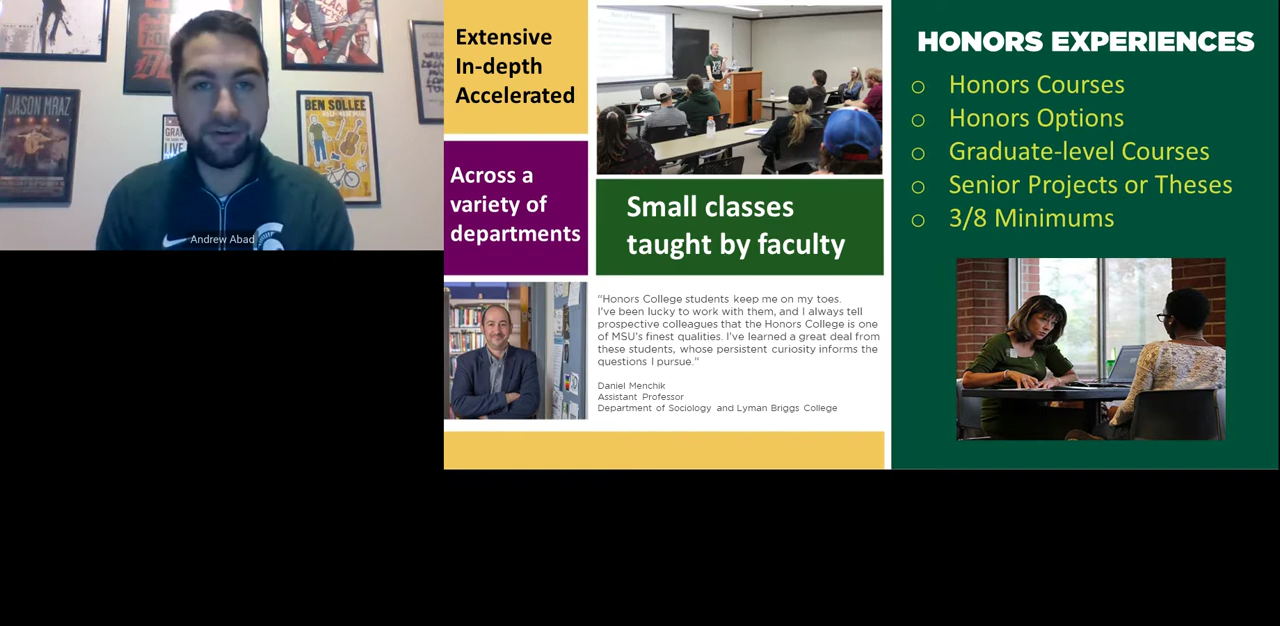 JASON MRAZ
BEN SOLLEE
Andrew Abad
Extensive
In-depth
Accelerated
Across a
variety of
departments
Small classes
taught by faculty
“Honors College students keep me on my toes.
I’ve been lucky to work with them, and I always tell
prospective colleagues that the Honors College is one
of MSU’s finest qualities. I’ve learned a great deal from
these students, whose persistent curiosity informs the
questions I pursue.”
Daniel Menchik
Assistant Professor
Department of Sociology and Lyman Briggs College
HONORS EXPERIENCES
o Honors Courses
o Honors Options
o Graduate-level Courses
o Senior Projects or Theses
o 3/8 Minimums